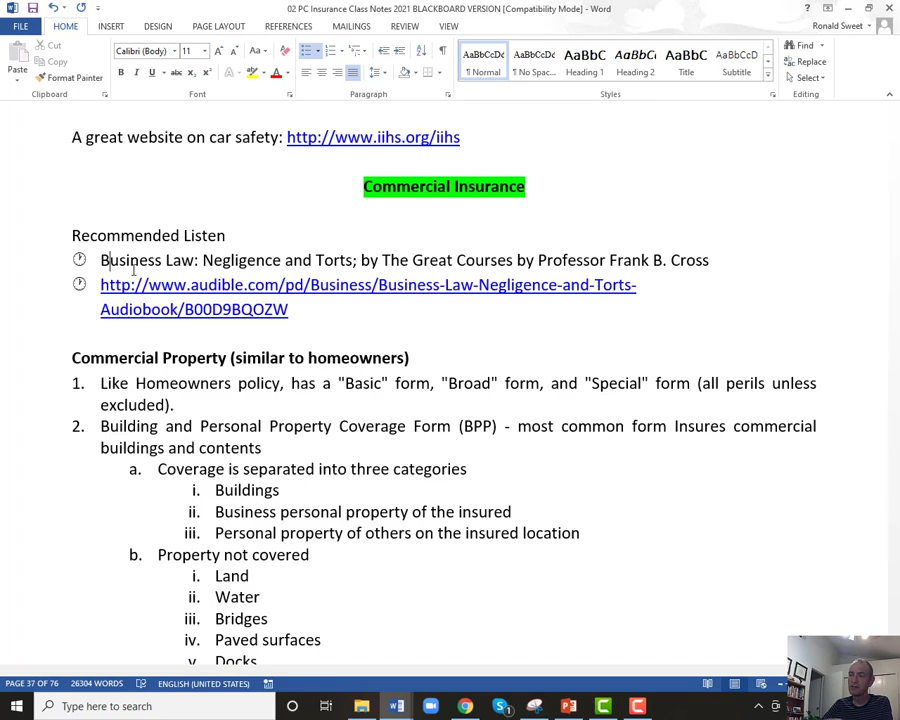 02 PC Insurance Class Notes 2021 BLACKBOARD VERSION [Compatibility Mode] - Word
FILE HOME INSERT DESIGN PAGE LAYOUT REFERENCES MAILINGS REVIEW VIEW Ronald Sweet
Paste Cut Copy Format Painter
Calibri (Body) 11
AaBbCcDc AaBbCcDc AaBbC AaBbCc AaBbC AaBbCcD
¶ Normal ¶ No Spac... Heading 1 Heading 2 Title Subtitle
Find Replace Select
Clipboard Font Paragraph Styles Editing
A great website on car safety: http://www.iihs.org/iihs
Commercial Insurance
Recommended Listen
Business Law: Negligence and Torts; by The Great Courses by Professor Frank B. Cross
http://www.audible.com/pd/Business/Business-Law-Negligence-and-Torts-
Audiobook/B00D9BQOZW
Commercial Property (similar to homeowners)
1. Like Homeowners policy, has a "Basic" form, "Broad" form, and "Special" form (all perils unless
excluded).
2. Building and Personal Property Coverage Form (BPP) - most common form Insures commercial
buildings and contents
a. Coverage is separated into three categories
i. Buildings
ii. Business personal property of the insured
iii. Personal property of others on the insured location
b. Property not covered
i. Land
ii. Water
iii. Bridges
iv. Paved surfaces
v. Docks
PAGE 37 OF 76 26304 WORDS ENGLISH (UNITED STATES)
Type here to search